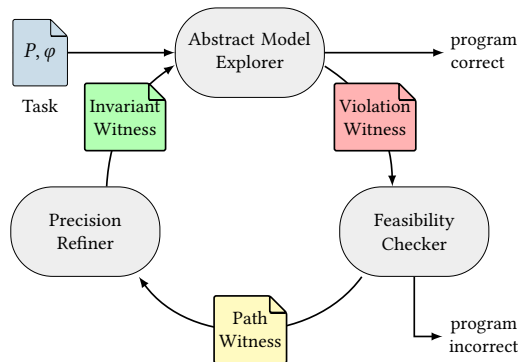 P, φ
Task
Abstract Model
Explorer
program
correct
Invariant
Witness
Violation
Witness
Precision
Refiner
Feasibility
Checker
Path
Witness
program
incorrect